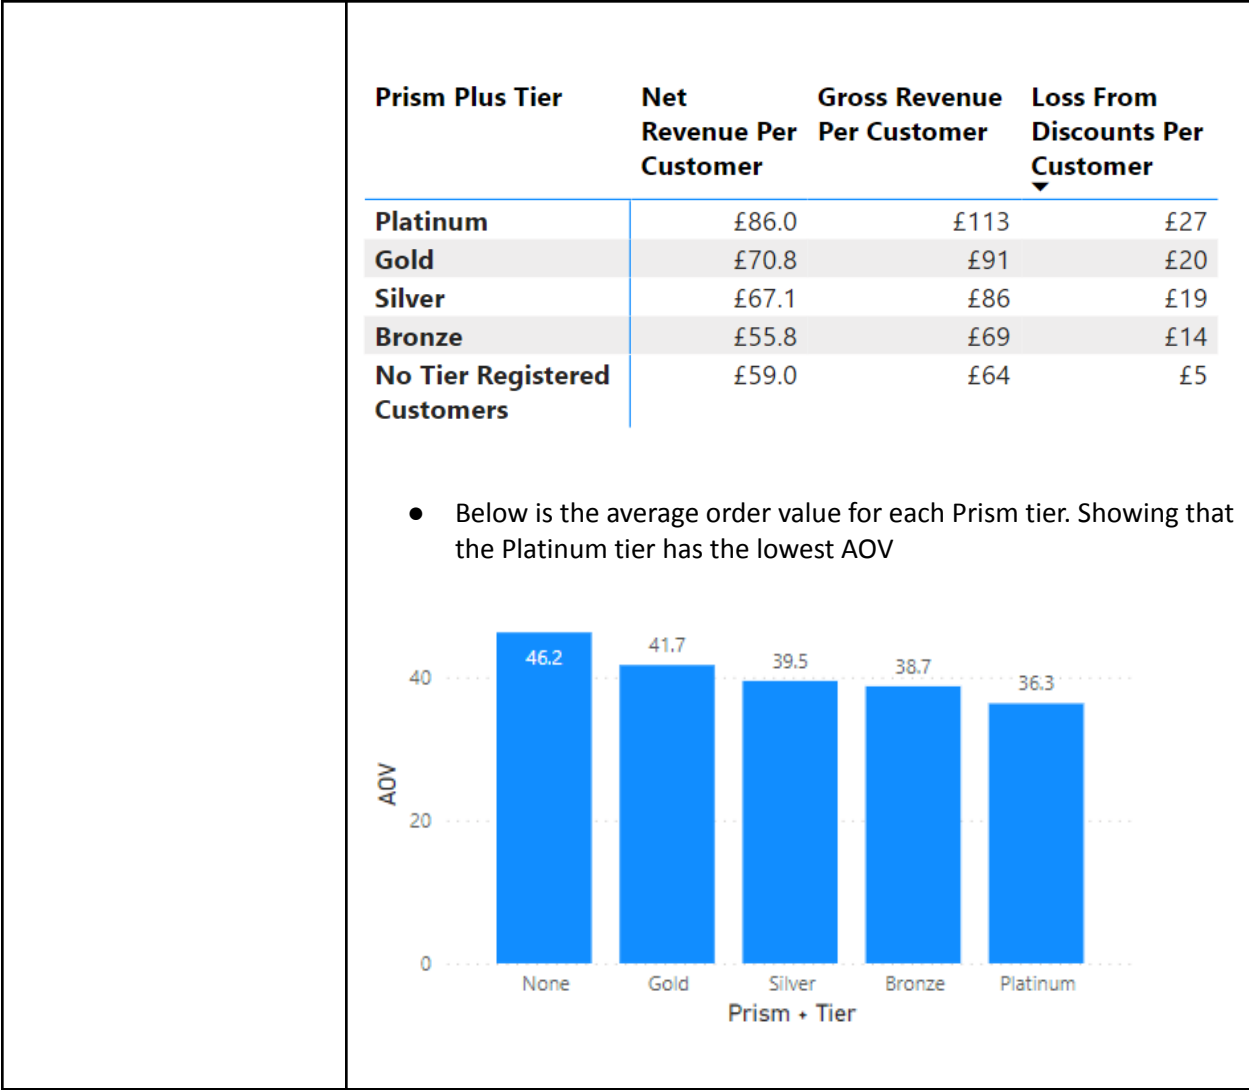 Prism Plus Tier Net Revenue Per Customer Gross Revenue Per Customer Loss From Discounts Per Customer
Platinum £86.0 £113 £27
Gold £70.8 £91 £20
Silver £67.1 £86 £19
Bronze £55.8 £69 £14
No Tier Registered Customers £59.0 £64 £5
● Below is the average order value for each Prism tier. Showing that
the Platinum tier has the lowest AOV
46.2 41.7 39.5 38.7 36.3
40
AOV
20
0
None Gold Silver Bronze Platinum
Prism + Tier